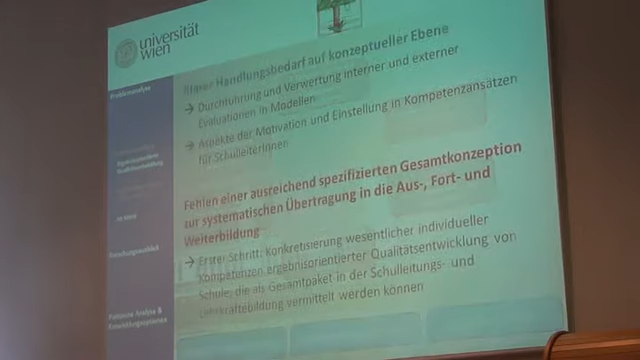 universität
wien
Handlungsbedarf auf konzeptueller Ebene
→ Durchführung und Verwertung interner und externer
Evaluationen in Modellen
→ Aspekte der Motivation und Einstellung in Kompetenzansätzen
für SchulleiterInnen
Fehlen einer ausreichend spezifizierten Gesamtkonzeption
zur systematischen Übertragung in die Aus-, Fort- und
Weiterbildung
→ Erster Schritt: Konkretisierung wesentlicher individueller
Kompetenzen ergebnisorientierter Qualitätsentwicklung von
Schule, die als Gesamtpaket in der Schulleitungs- und
Lehrkräftebildung vermittelt werden können
Problemanalyse